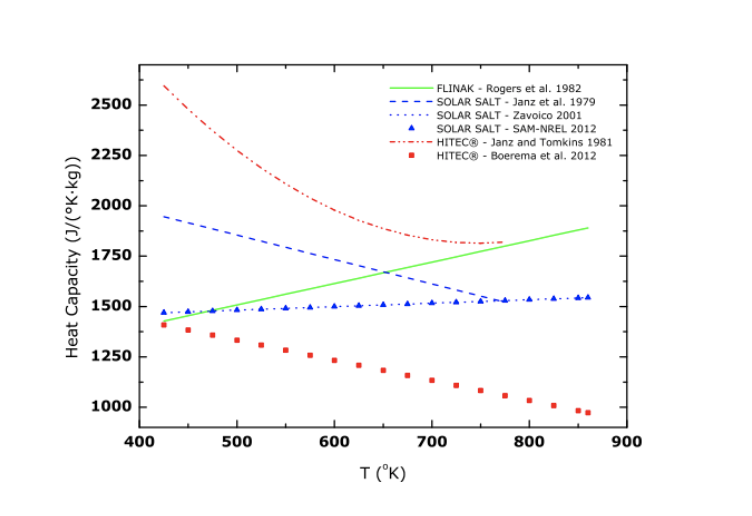 2500
2250
2000
1750
1500
1250
1000
Heat Capacity (J/(°K·kg))
FLINAK - Rogers et al. 1982
SOLAR SALT - Janz et al. 1979
SOLAR SALT - Zavoico 2001
SOLAR SALT - SAM-NREL 2012
HITEC® - Janz and Tomkins 1981
HITEC® - Boerema et al. 2012
400 500 600 700 800 900
T (°K)